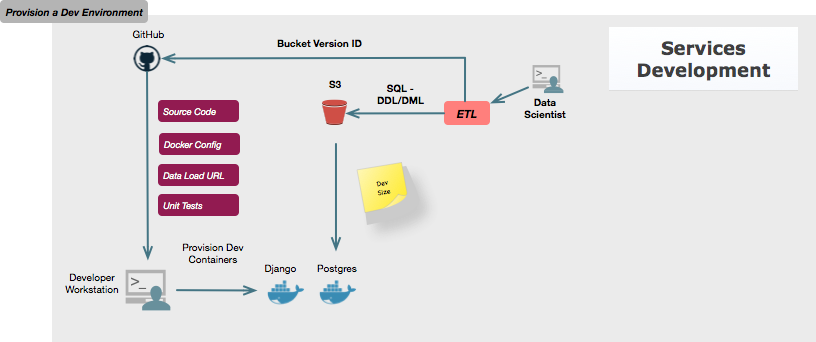 Provision a Dev Environment
GitHub
Bucket Version ID
Services
Development
S3
SQL -
DDL/DML
ETL
>_
Data
Scientist
Source Code
Docker Config
Data Load URL
Unit Tests
Dev
Size
Provision Dev
Containers
Developer
Workstation
>_
Django
Postgres